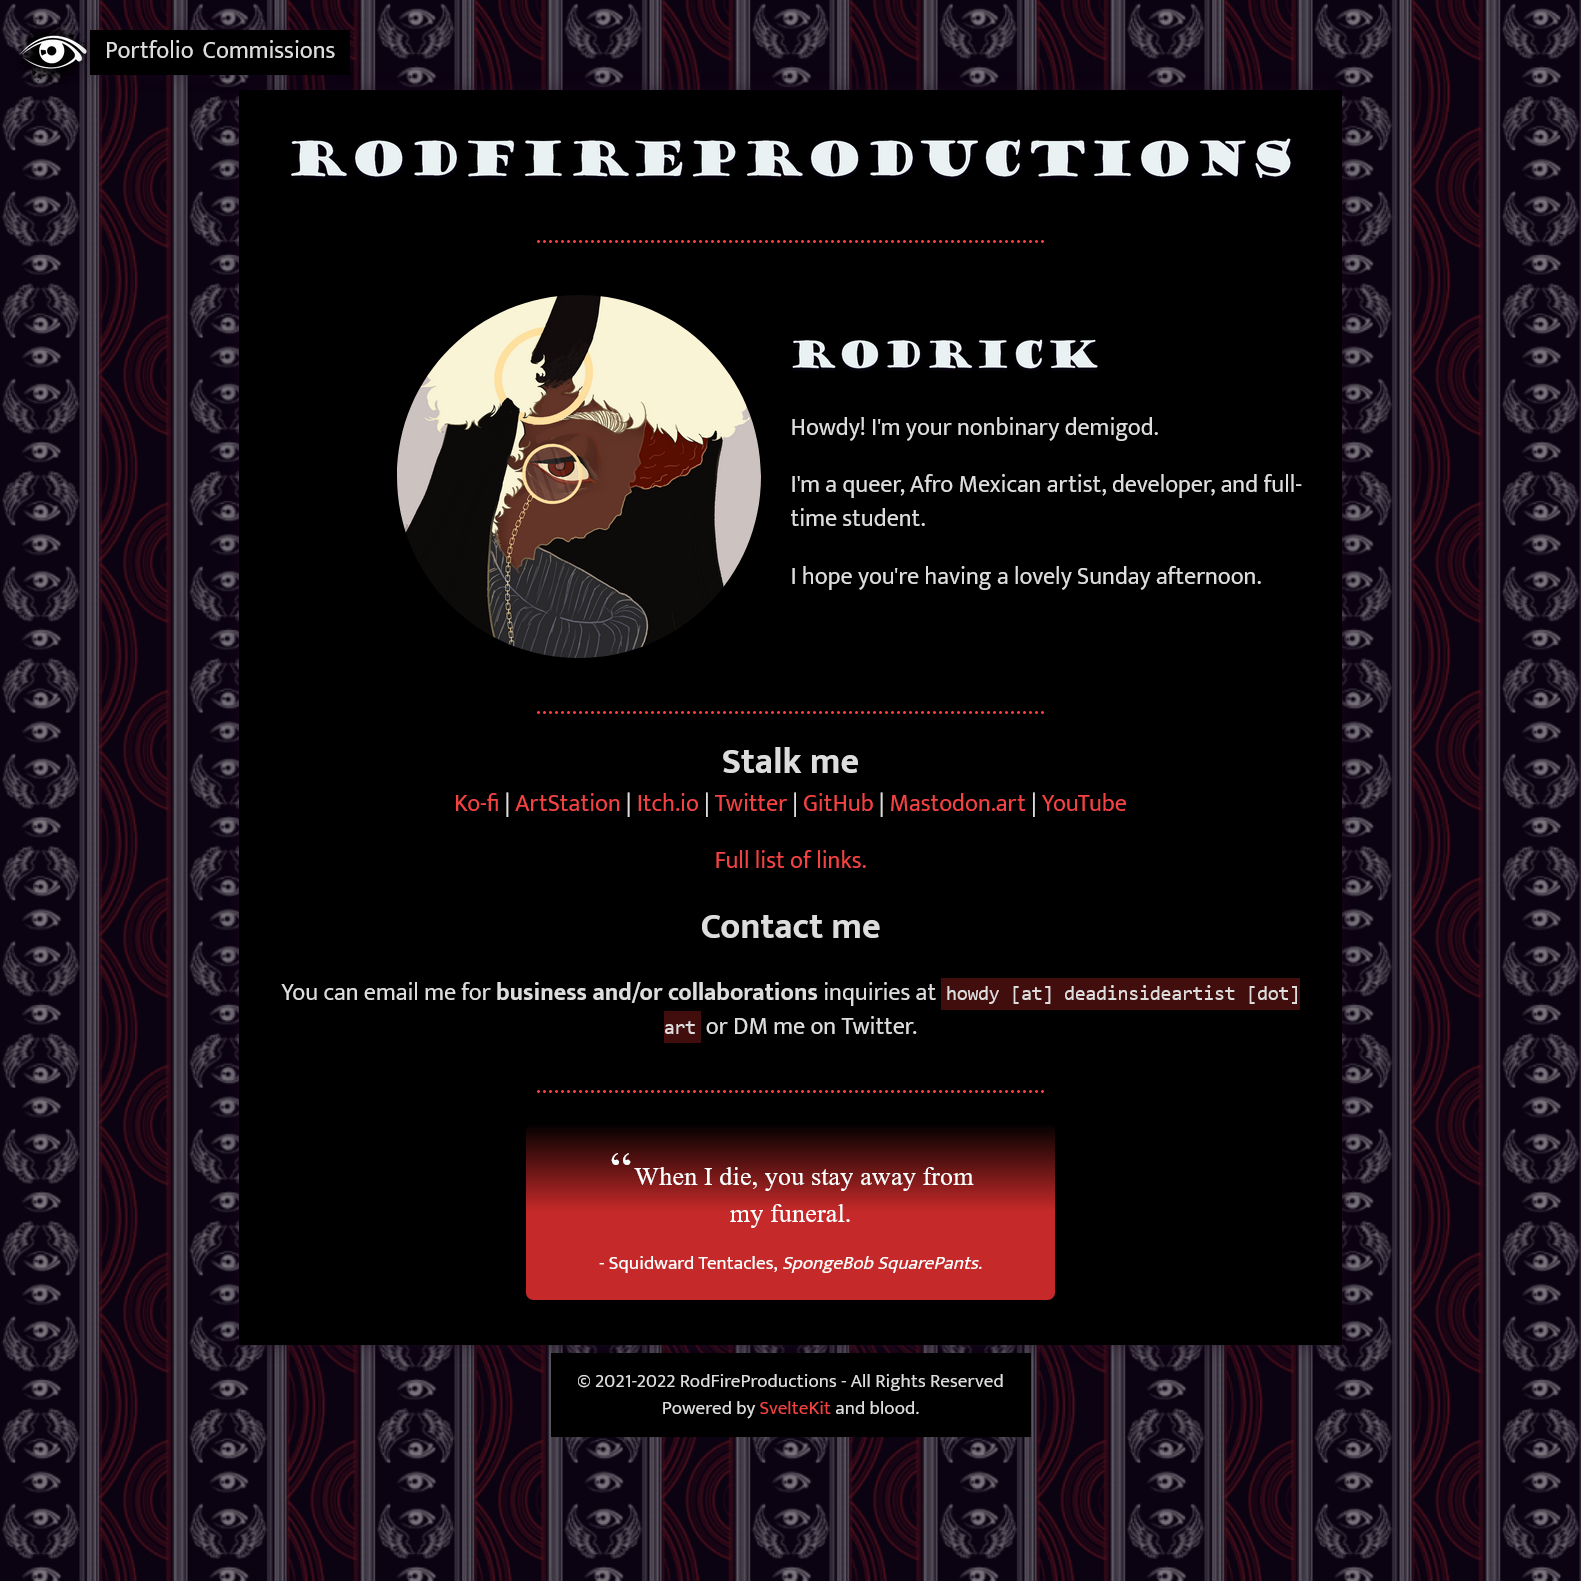 Portfolio Commissions
RODFIREPRODUCTIONS
RODRICK
Howdy! I'm your nonbinary demigod.
I'm a queer, Afro Mexican artist, developer, and full-
time student.
I hope you're having a lovely Sunday afternoon.
Stalk me
Ko-fi | ArtStation | Itch.io | Twitter | GitHub | Mastodon.art | YouTube
Full list of links.
Contact me
You can email me for business and/or collaborations inquiries at howdy [at] deadinsideartist [dot]
art or DM me on Twitter.
“When I die, you stay away from
my funeral.
- Squidward Tentacles, SpongeBob SquarePants.
© 2021-2022 RodFireProductions - All Rights Reserved
Powered by SvelteKit and blood.